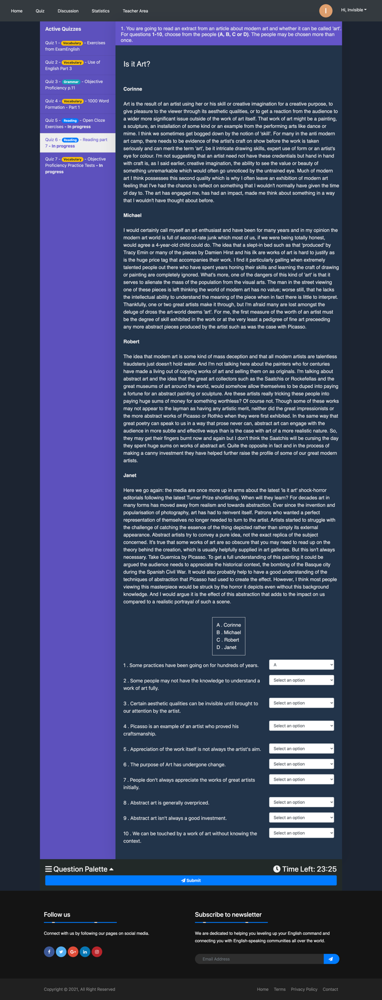 Home Quiz Discussion Statistics Teacher Area I Hi, Invisible
Active Quizzes
Quiz 1 - Vocabulary - Exercises
from ExamEnglish
Quiz 2 - Vocabulary - Use of
English Part 3
Quiz 3 - Grammar - Objective
Proficiency p.11
Quiz 4 - Vocabulary - 1000 Word
Formation - Part 1
Quiz 5 - Reading - Open Cloze
Exercises - In progress
Quiz 6 - Reading - Reading part
7 - In progress
Quiz 7 - Vocabulary - Objective
Proficiency Practice Tests - In
progress
1. You are going to read an extract from an article about modern art and whether it can be called 'art'.
For questions 1-10, choose from the people (A, B, C or D). The people may be chosen more than
once.
Is it Art?
Corinne
Art is the result of an artist using her or his skill or creative imagination for a creative purpose, to
give pleasure to the viewer through its aesthetic qualities, or to get a reaction from the audience to
a wider more significant issue outside of the work of art itself. That work of art might be a painting,
a sculpture, an installation of some kind or an example from the performing arts like dance or
mime. I think we sometimes get bogged down by the notion of 'skill'. For many in the anti modern
art camp, there needs to be evidence of the artist's craft on show before the work is taken
seriously and can merit the term 'art', be it intricate drawing skills, expert use of form or an artist's
eye for colour. I'm not suggesting that an artist need not have these credentials but hand in hand
with craft is, as I said earlier, creative imagination, the ability to see the value or beauty of
something unremarkable which would often go unnoticed by the untrained eye. Much of modern
art I think possesses this second quality which is why I often leave an exhibition of modern art
feeling that I've had the chance to reflect on something that I wouldn't normally have given the time
of day to. The art has engaged me, has had an impact, made me think about something in a way
that I wouldn't have thought about before.
Michael
I would certainly call myself an art enthusiast and have been for many years and in my opinion the
modern art world is full of second-rate junk which most of us, if we were being totally honest,
would agree a 4-year-old child could do. The idea that a slept-in bed such as that 'produced' by
Tracy Emin or many of the pieces by Damien Hirst and his ilk are works of art is hard to justify as
is the huge price tag that accompanies their work. I find it particularly galling when extremely
talented people out there who have spent years honing their skills and learning the craft of drawing
or painting are completely ignored. What's more, one of the dangers of this kind of 'art' is that it
serves to alienate the mass of the population from the visual arts. The man in the street viewing
one of these pieces is left thinking the world of modern art has no value; worse still, that he lacks
the intellectual ability to understand the meaning of the piece when in fact there is little to interpret.
Thankfully, one or two great artists make it through, but I'm afraid many are lost amongst the
deluge of dross the art-world deems 'art'. For me, the first measure of the worth of an artist must
be the degree of skill exhibited in the work or at the very least a pedigree of fine art preceeding
any more abstract pieces produced by the artist such as was the case with Picasso.
Robert
The idea that modern art is some kind of mass deception and that all modern artists are talentless
fraudsters just doesn't hold water. And I'm not talking here about the painters who for centuries
have made a living out of copying works of art and selling them on as originals. I'm talking about
abstract art and the idea that the great art collectors such as the Saatchis or Rockefellas and the
great museums of art around the world, would somehow allow themselves to be duped into paying
a fortune for an abstract painting or sculpture. Are these artists really tricking these people into
paying huge sums of money for something worthless? Of course not. Though some of these works
may not appear to the layman as having any artistic merit, neither did the great impressionists or
the more abstract works of Picasso or Rothko when they were first exhibited. In the same way that
great poetry can speak to us in a way that prose never can, abstract art can engage with the
audience in more subtle and effective ways than is the case with art of a more realistic nature. So,
they may get their fingers burnt now and again but I don't think the Saatchis will be cursing the day
they spent huge sums on works of abstract art. Quite the opposite in fact and in the process of
making a canny investment they have helped further raise the profile of some of our great modern
artists.
Janet
Here we go again: the media are once more up in arms about the latest 'is it art' shock-horror
editorials following the latest Turner Prize shortlisting. When will they learn? For decades art in
many forms has moved away from realism and towards abstraction. Ever since the invention and
popularisation of photography, art has had to reinvent itself. Patrons who wanted a perfect
representation of themselves no longer needed to turn to the artist. Artists started to struggle with
the challenge of catching the essence of the thing depicted rather than simply its external
appearance. Abstract artists try to convey a pure idea, not the exact replica of the subject
concerned. It's true that some works of art are so obscure that you may need to read up on the
theory behind the creation, which is usually helpfully supplied in art galleries. But this isn't always
necessary. Take Guernica by Picasso. To get a full understanding of this painting it could be
argued the audience needs to appreciate the historical context, the bombing of the Basque city
during the Spanish Civil War. It would also probably help to have a good understanding of the
techniques of abstraction that Picasso had used to create the effect. However, I think most people
viewing this masterpiece would be struck by the horror it depicts even without this background
knowledge. And I would argue it is the effect of this abstraction that adds to the impact on us
compared to a realistic portrayal of such a scene.
A . Corinne
B . Michael
C . Robert
D . Janet
1 . Some practices have been going on for hundreds of years. A
2 . Some people may not have the knowledge to understand a Select an option
work of art fully.
3 . Certain aesthetic qualities can be invisible until brought to Select an option
our attention by the artist.
4 . Picasso is an example of an artist who proved his Select an option
craftsmanship.
5 . Appreciation of the work itself is not always the artist's aim. Select an option
6 . The purpose of Art has undergone change. Select an option
7 . People don't always appreciate the works of great artists Select an option
initially.
8 . Abstract art is generally overpriced. Select an option
9 . Abstract art isn't always a good investment. Select an option
10 . We can be touched by a work of art without knowing the Select an option
context.
Question Palette Time Left: 23:25
Submit
Follow us
Connect with us by following our pages on social media.
Subscribe to newsletter
We are dedicated to helping you leveling up your English command and
connecting you with English-speaking communities all over the world.
Email Address
Copyright © 2021, All Right Reserved
Home Terms Privacy Policy Contact